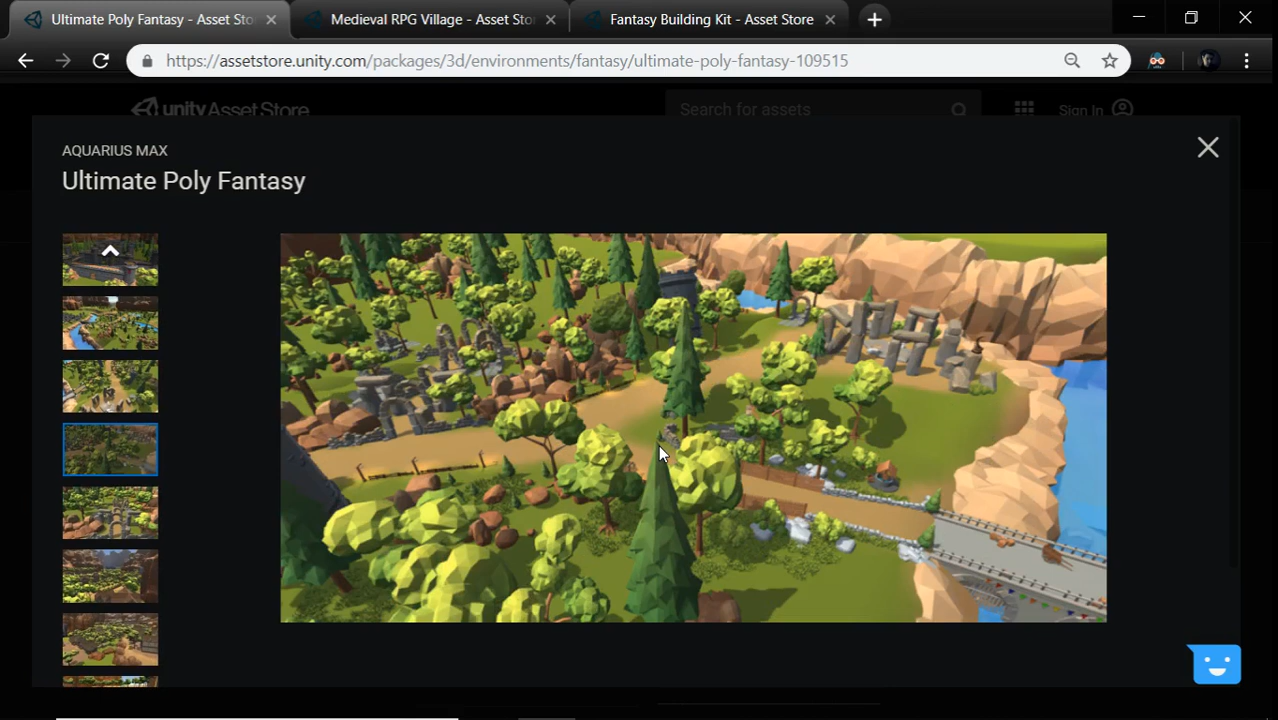 Ultimate Poly Fantasy - Asset Sto
Medieval RPG Village - Asset Sto
Fantasy Building Kit - Asset Store
https://assetstore.unity.com/packages/3d/environments/fantasy/ultimate-poly-fantasy-109515
unity Asset Store
Search for assets
Sign In
AQUARIUS MAX
Ultimate Poly Fantasy